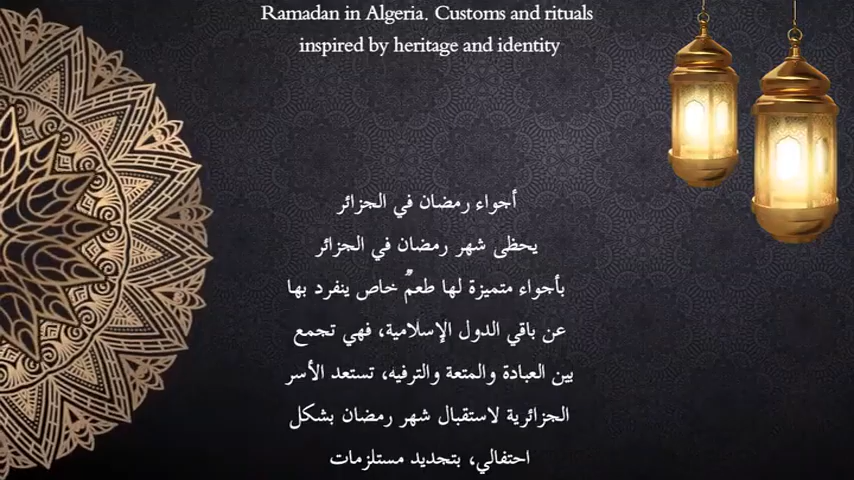 Ramadan in Algeria. Customs and rituals
inspired by heritage and identity
أجواء رمضان في الجزائر
يحظى شهر رمضان في الجزائر
بأجواء متميزة لها طعمٌ خاص ينفرد بها
عن باقي الدول الإسلامية، فهي تجمع
بين العبادة والمتعة والترفيه، تستعد الأسر
الجزائرية لاستقبال شهر رمضان بشكل
احتفالي، بتجديد مستلزمات